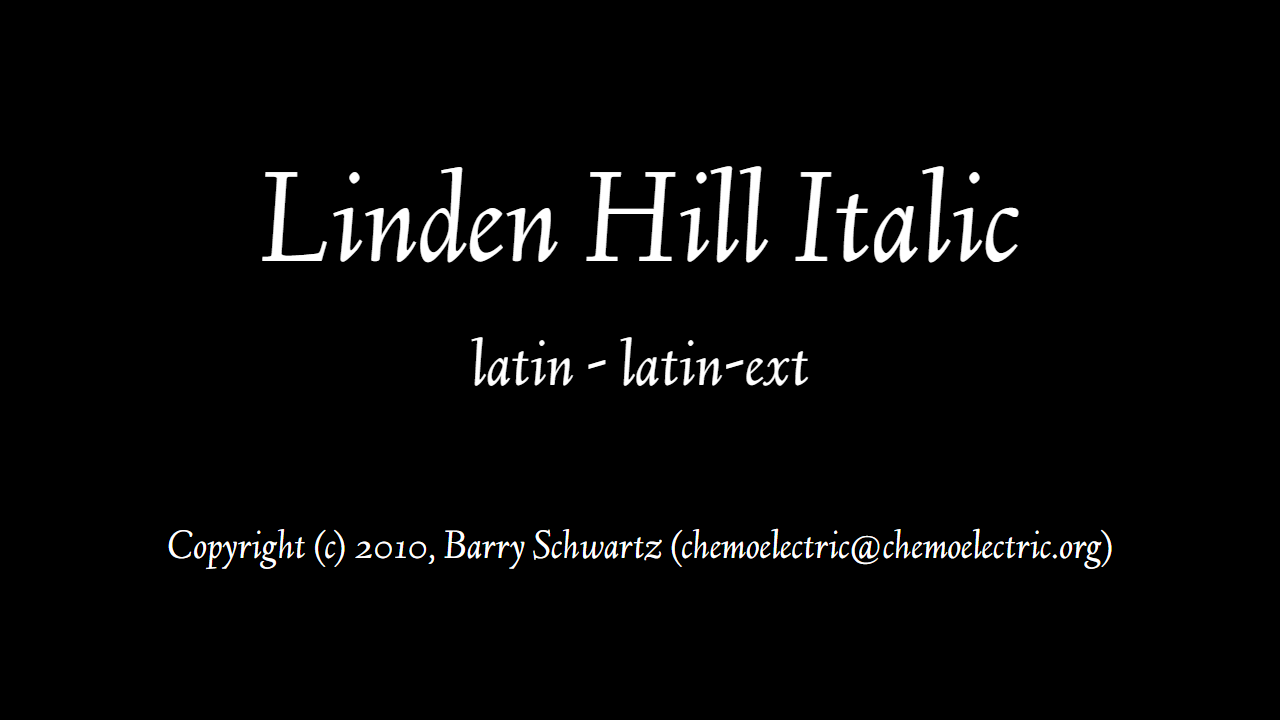 Linden Hill Italic
latin - latin-ext
Copyright (c) 2010, Barry Schwartz (chemoelectric@chemoelectric.org)